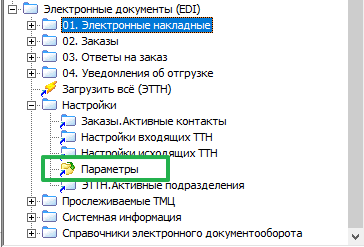 Электронные документы (EDI)
01. Электронные накладные
02. Заказы
03. Ответы на заказ
04. Уведомления об отгрузке
Загрузить всё (ЭТТН)
Настройки
Заказы.Активные контакты
Настройки входящих ТТН
Настройки исходящих ТТН
Параметры
ЭТТН.Активные подразделения
Прослеживаемые ТМЦ
Системная информация
Справочники электронного документооборота